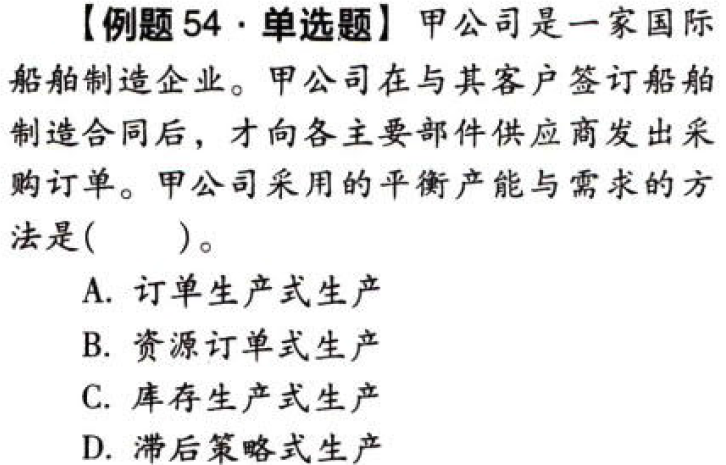 【例题54·单选题】甲公司是一家国际
船舶制造企业。甲公司在与其客户签订船舶
制造合同后，才向各主要部件供应商发出采
购订单。甲公司采用的平衡产能与需求的方
法是(　　)。
A. 订单生产式生产
B. 资源订单式生产
C. 库存生产式生产
D. 滞后策略式生产